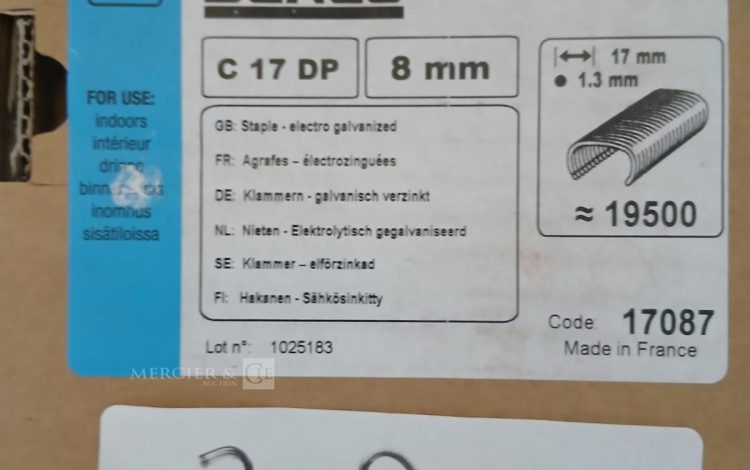 C 17 DP
8 mm
17 mm
1.3 mm
≈ 19500
FOR USE:
indoors
intérieur
inomhus
sisätiloissa
GB: Staple - electro galvanized
FR: Agrafes – électrozinguées
DE: Klammern - galvanisch verzinkt
NL: Nieten - Elektrolytisch gegalvaniseerd
SE: Klammer – elförzinkad
FI: Hakanen - Sähkösinkitty
Code: 17087
Lot n°: 1025183
Made in France
MERCIER & CIE
AUCTION